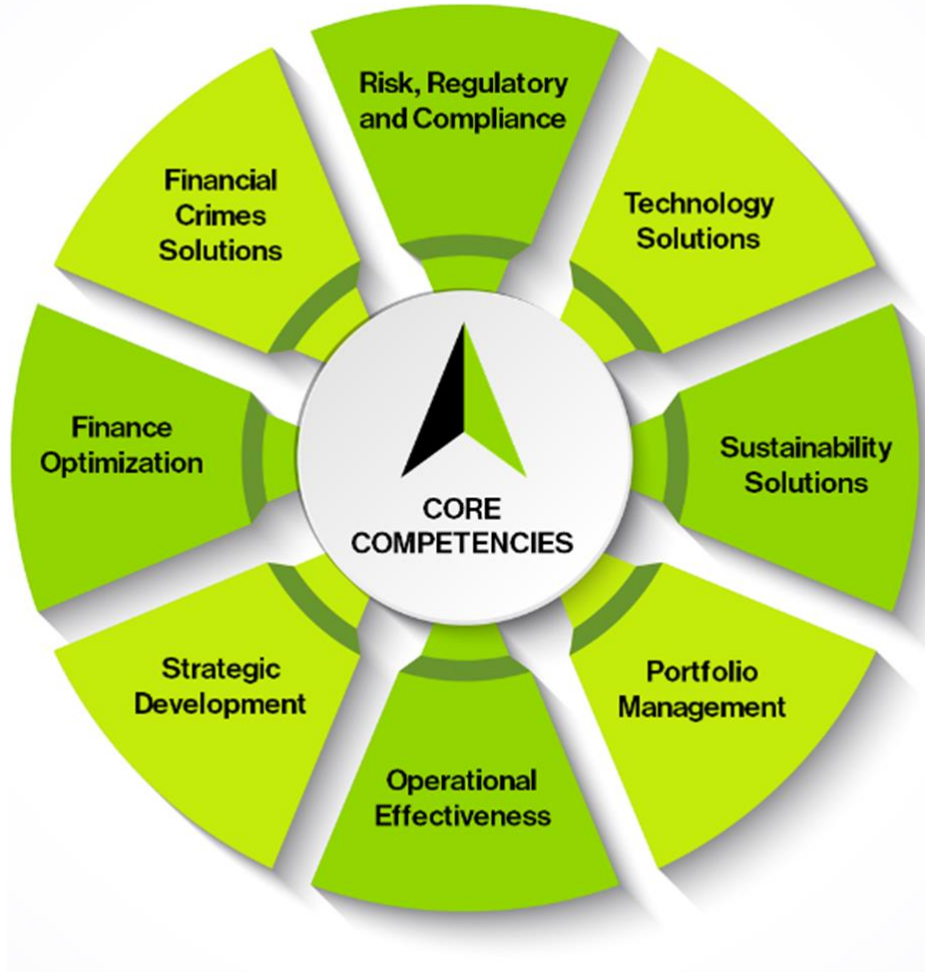 Risk, Regulatory
and Compliance
Technology
Solutions
Sustainability
Solutions
Portfolio
Management
Operational
Effectiveness
Strategic
Development
Finance
Optimization
Financial
Crimes
Solutions
CORE
COMPETENCIES